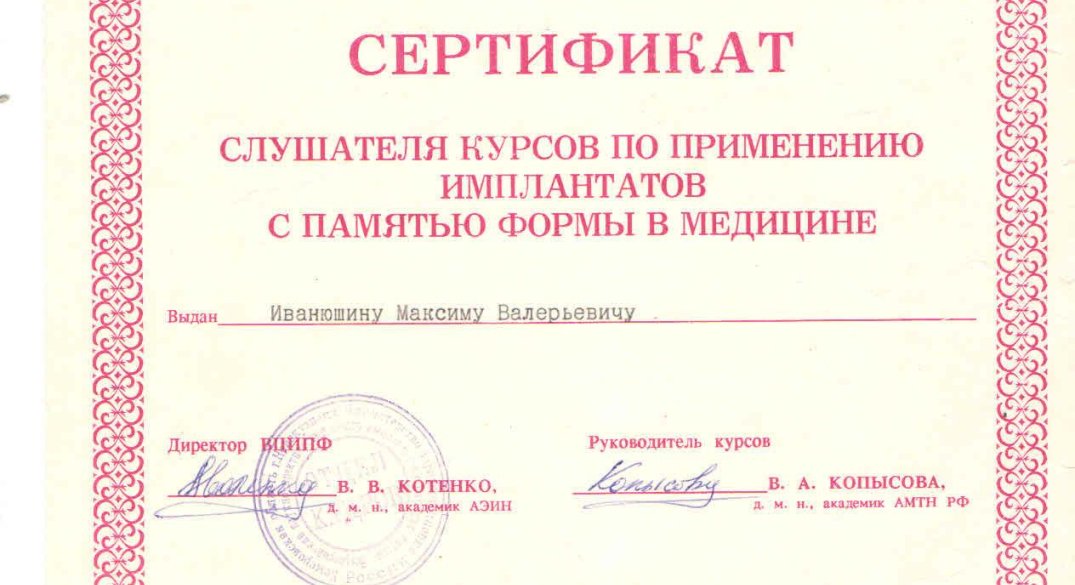 СЕРТИФИКАТ
СЛУШАТЕЛЯ КУРСОВ ПО ПРИМЕНЕНИЮ
ИМПЛАНТАТОВ
С ПАМЯТЬЮ ФОРМЫ В МЕДИЦИНЕ
Выдан Иванюшину Максиму Валерьевичу
Директор ВЦИПФ
В. В. КОТЕНКО,
д. м. н., академик АЭИН
Руководитель курсов
Копысова
В. А. КОПЫСОВА,
д. м. н., академик АМТН РФ